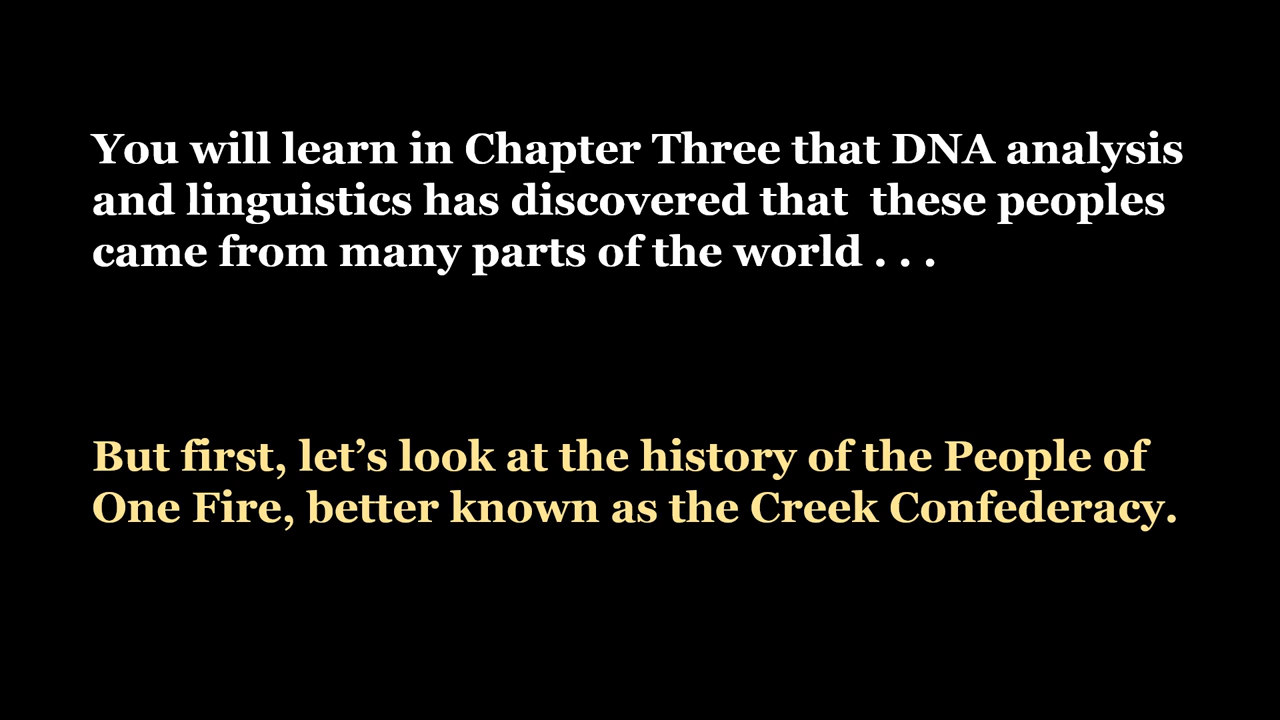 You will learn in Chapter Three that DNA analysis
and linguistics has discovered that  these peoples
came from many parts of the world . . .
But first, let’s look at the history of the People of
One Fire, better known as the Creek Confederacy.